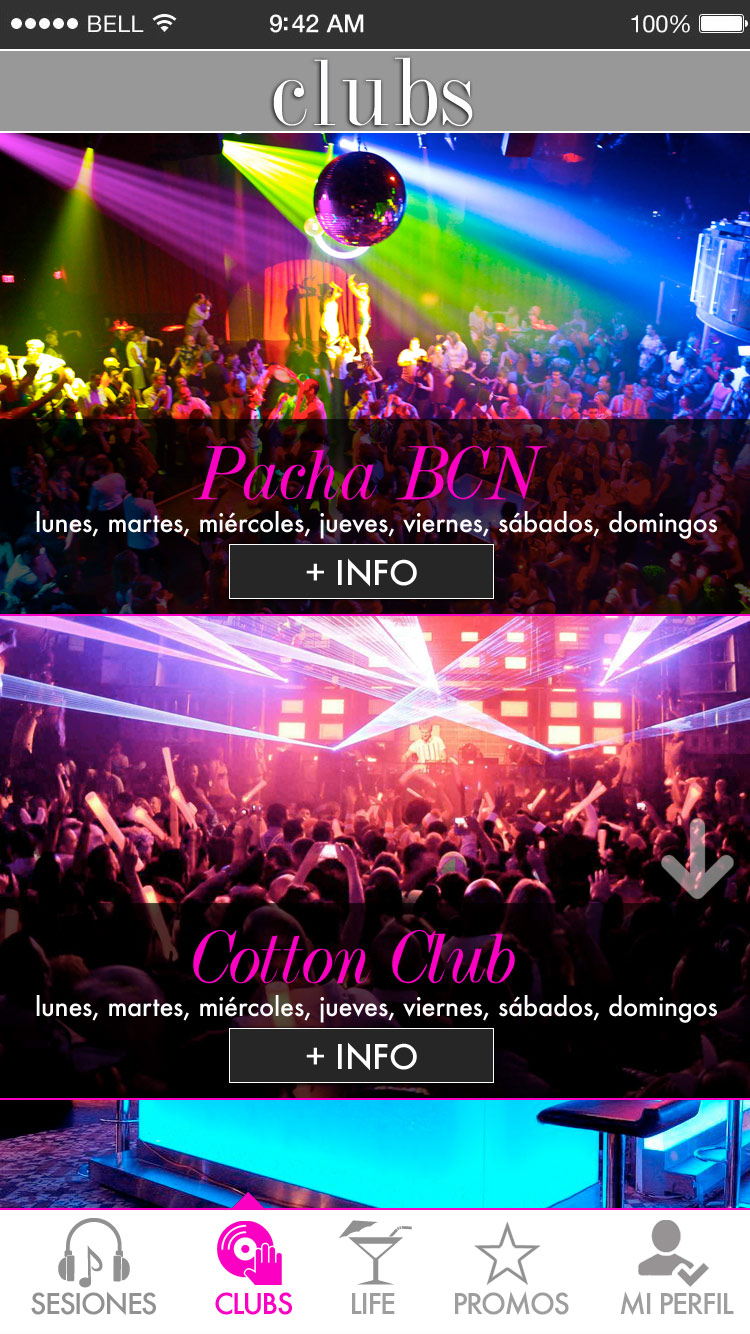 BELL 9:42 AM 100%
clubs
Pacha BCN
lunes, martes, miércoles, jueves, viernes, sábados, domingos
+ INFO
Cotton Club
lunes, martes, miércoles, jueves, viernes, sábados, domingos
+ INFO
SESIONES CLUBS LIFE PROMOS MI PERFIL